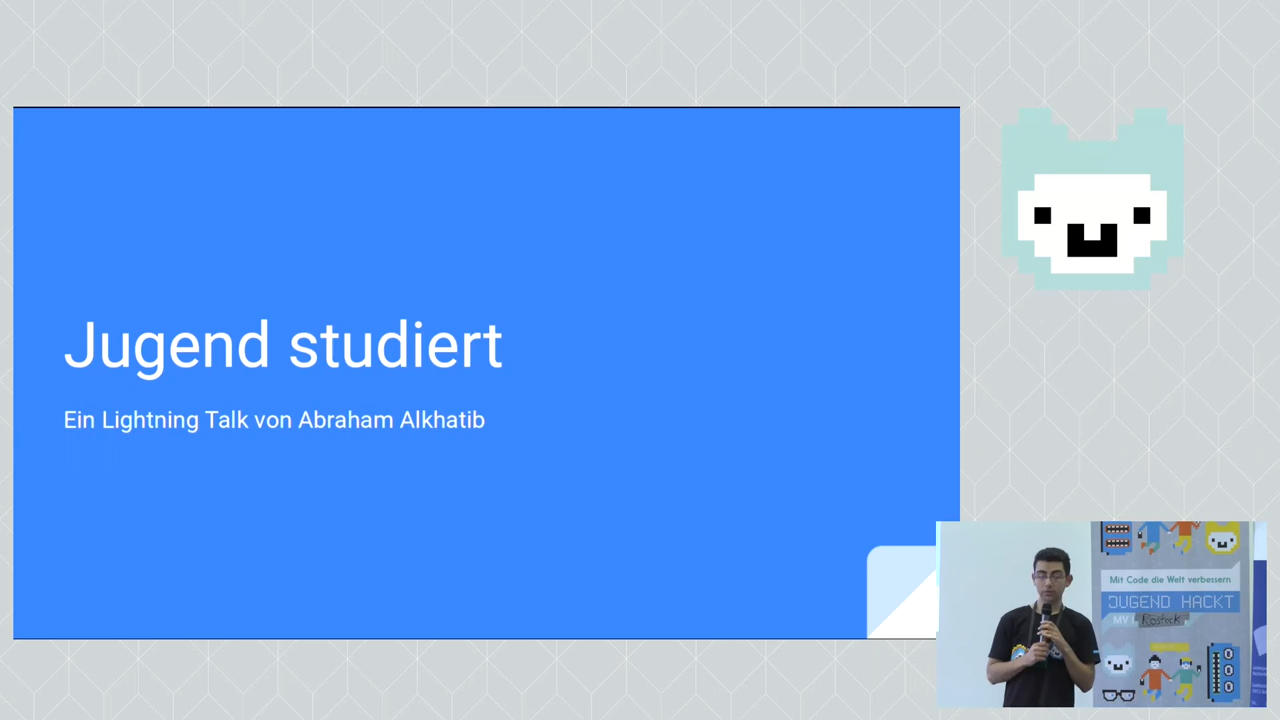 Jugend studiert
Ein Lightning Talk von Abraham Alkhatib
Mit Code die Welt verbessern
JUGEND HACKT
MV
Rostock